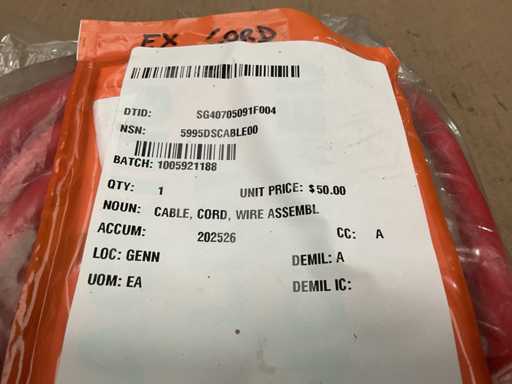 EX CORD
DTID: SG40705091F004
NSN: 5995DSCABLE00
BATCH: 1005921188
QTY: 1 UNIT PRICE: $50.00
NOUN: CABLE, CORD, WIRE ASSEMBL
ACCUM: 202526 CC: A
LOC: GENN DEMIL: A
UOM: EA DEMIL IC: